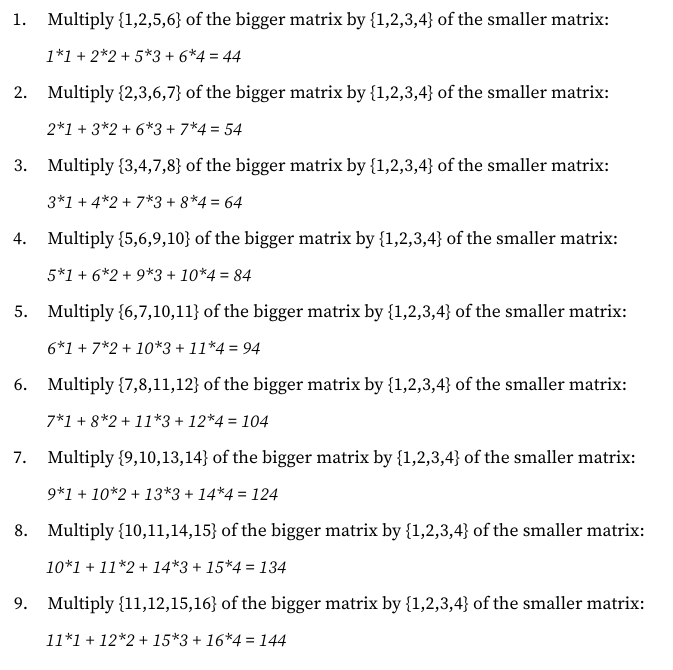 1. Multiply {1,2,5,6} of the bigger matrix by {1,2,3,4} of the smaller matrix:
1*1 + 2*2 + 5*3 + 6*4 = 44
2. Multiply {2,3,6,7} of the bigger matrix by {1,2,3,4} of the smaller matrix:
2*1 + 3*2 + 6*3 + 7*4 = 54
3. Multiply {3,4,7,8} of the bigger matrix by {1,2,3,4} of the smaller matrix:
3*1 + 4*2 + 7*3 + 8*4 = 64
4. Multiply {5,6,9,10} of the bigger matrix by {1,2,3,4} of the smaller matrix:
5*1 + 6*2 + 9*3 + 10*4 = 84
5. Multiply {6,7,10,11} of the bigger matrix by {1,2,3,4} of the smaller matrix:
6*1 + 7*2 + 10*3 + 11*4 = 94
6. Multiply {7,8,11,12} of the bigger matrix by {1,2,3,4} of the smaller matrix:
7*1 + 8*2 + 11*3 + 12*4 = 104
7. Multiply {9,10,13,14} of the bigger matrix by {1,2,3,4} of the smaller matrix:
9*1 + 10*2 + 13*3 + 14*4 = 124
8. Multiply {10,11,14,15} of the bigger matrix by {1,2,3,4} of the smaller matrix:
10*1 + 11*2 + 14*3 + 15*4 = 134
9. Multiply {11,12,15,16} of the bigger matrix by {1,2,3,4} of the smaller matrix:
11*1 + 12*2 + 15*3 + 16*4 = 144